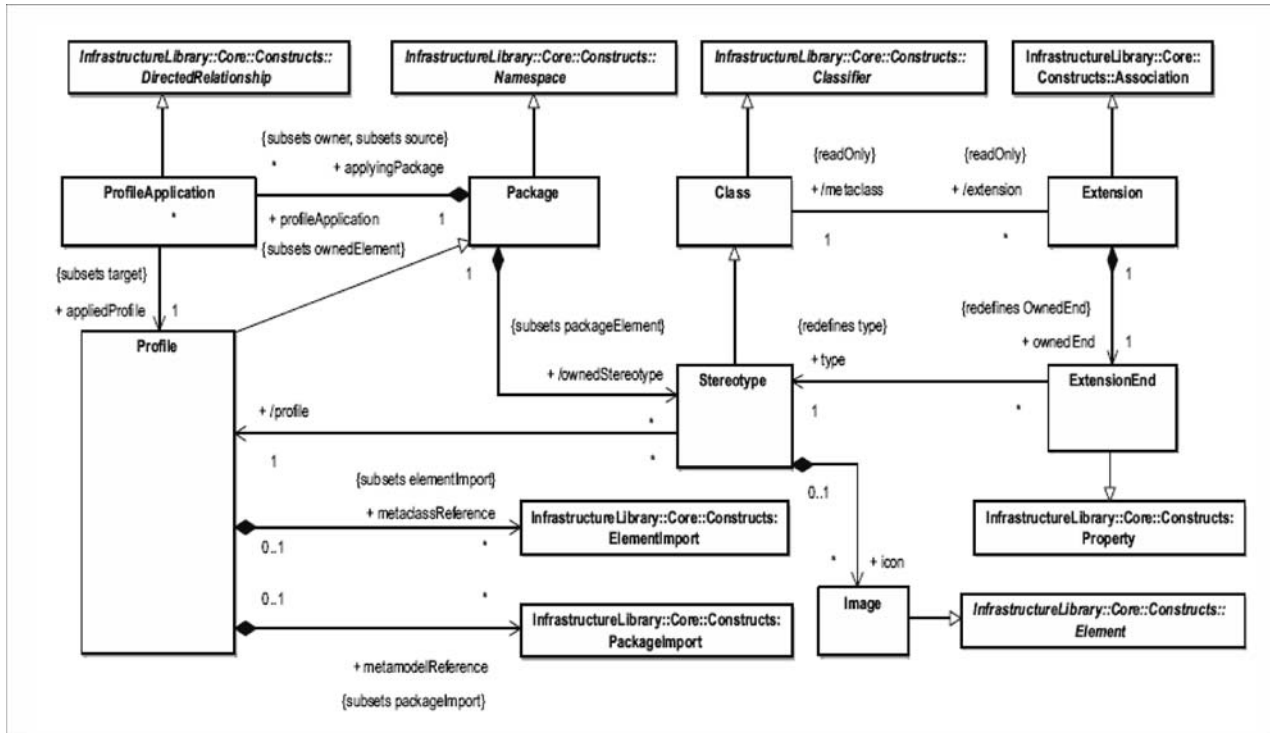 InfrastructureLibrary::Core::Constructs::
DirectedRelationship
InfrastructureLibrary::Core::Constructs::
Namespace
InfrastructureLibrary::Core::Constructs::
Classifier
InfrastructureLibrary::Core::
Constructs::Association
{subsets owner, subsets source}
*
+ applyingPackage
{readOnly}
{readOnly}
+ /metaclass
+ /extension
ProfileApplication
*
Package
Class
Extension
+ profileApplication
1
{subsets ownedElement}
1
*
{subsets target}
+ appliedProfile
1
1
1
{subsets packageElement}
{redefines type}
{redefines OwnedEnd}
+ ownedEnd
1
Profile
+ /ownedStereotype
+ type
Stereotype
ExtensionEnd
+ /profile
*
1
*
1
*
{subsets elementImport}
+ metaclassReference
0..1
*
InfrastructureLibrary::Core::Constructs:
ElementImport
0..1
*
+ icon
InfrastructureLibrary::Core::Constructs:
Property
0..1
*
InfrastructureLibrary::Core::Constructs:
PackageImport
Image
InfrastructureLibrary::Core::Constructs::
Element
+ metamodelReference
{subsets packageImport}